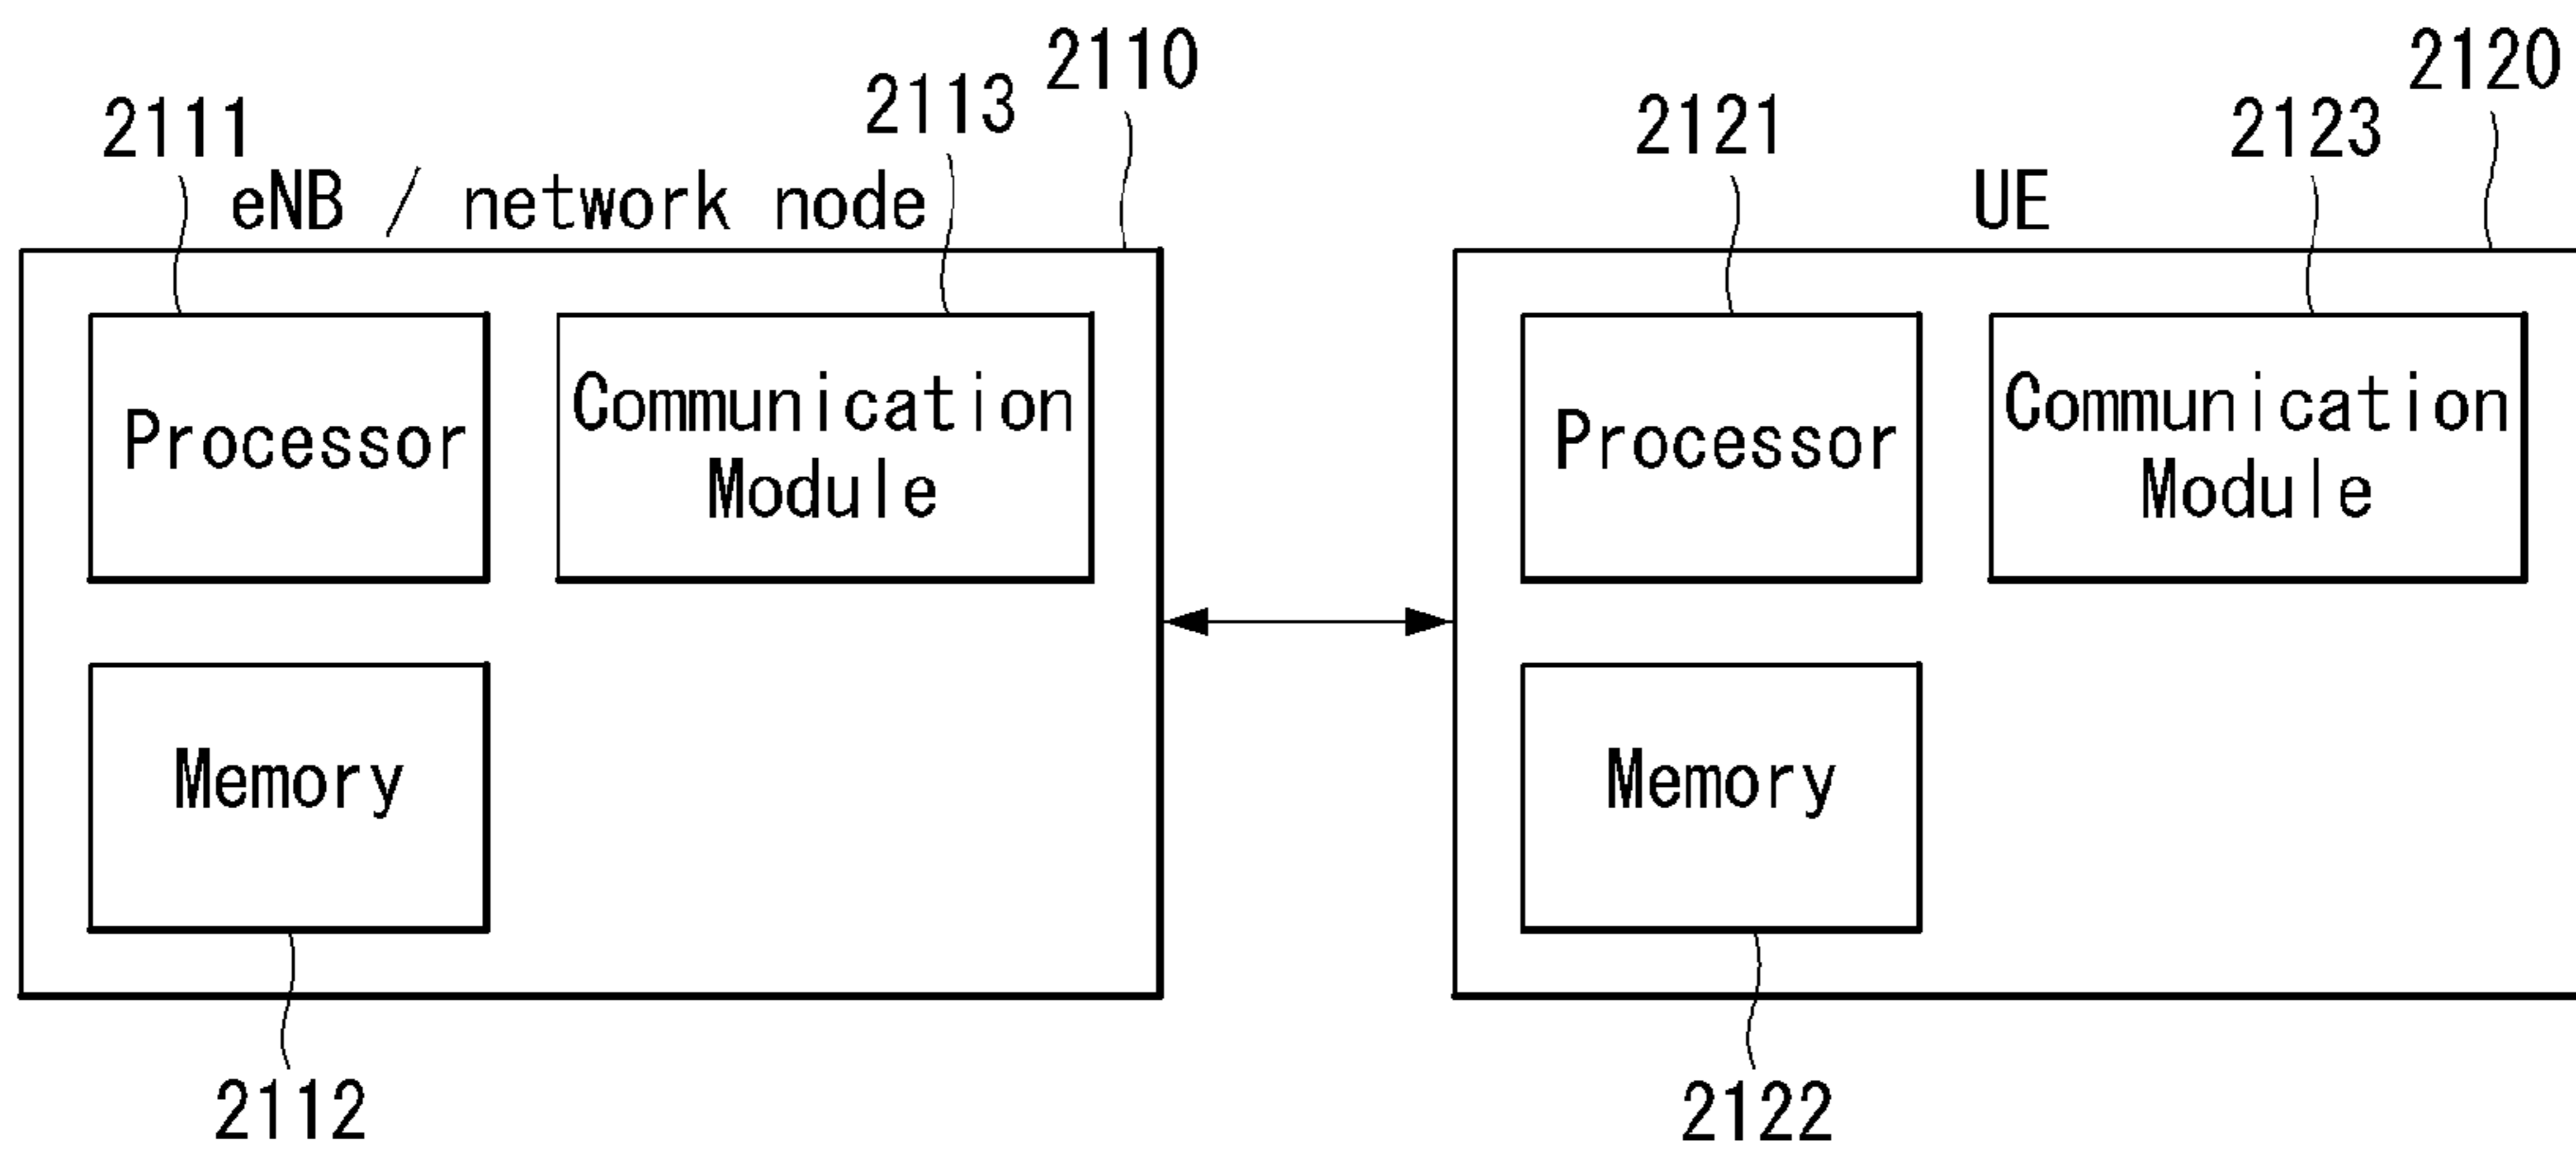 2110
2120
2113
2111
2121
2123
eNB / network node
UE
Processor
Communication
Module
Processor
Communication
Module
Memory
Memory
2112
2122